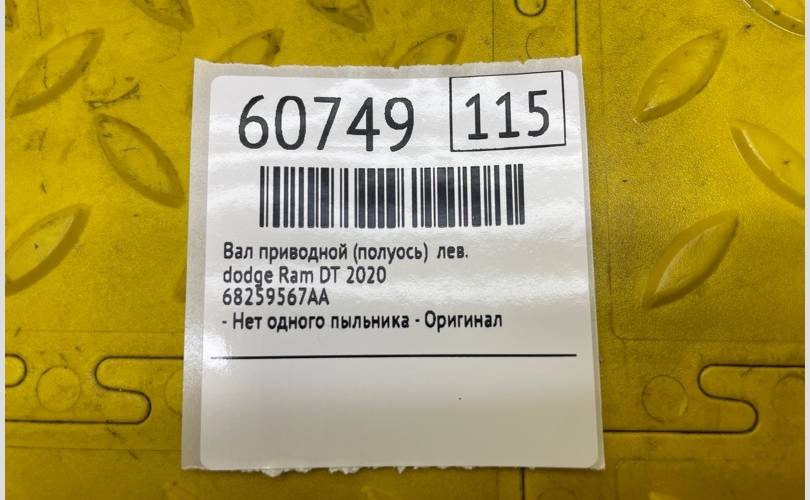 60749 115
Вал приводной (полуось) лев.
dodge Ram DT 2020
68259567AA
- Нет одного пыльника - Оригинал